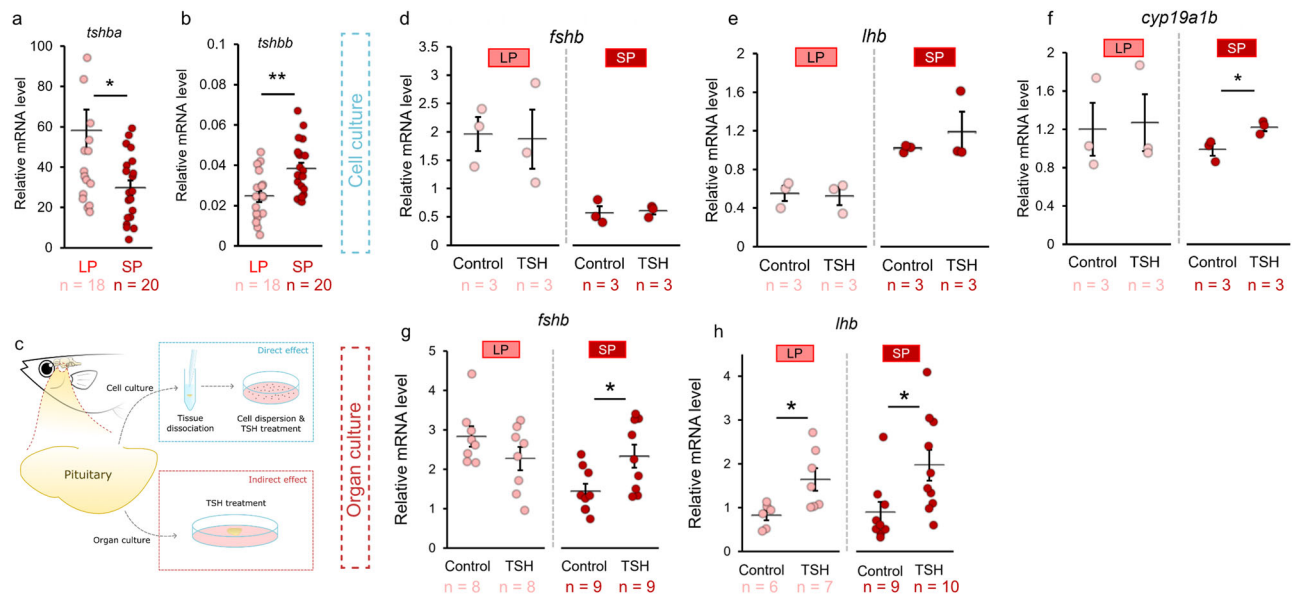 a
tshba
Relative mRNA level
100
80
60
40
20
0
*
LP
SP
n = 18
n = 20
b
tshbb
Relative mRNA level
0.1
0.08
0.06
0.04
0.02
0
**
LP
SP
n = 18
n = 20
Cell culture
d
fshb
Relative mRNA level
3.5
3
2.5
2
1.5
1
0.5
0
LP
SP
Control
TSH
Control
TSH
n = 3
n = 3
n = 3
n = 3
e
lhb
Relative mRNA level
2
1.6
1.2
0.8
0.4
0
LP
SP
Control
TSH
Control
TSH
n = 3
n = 3
n = 3
n = 3
f
cyp19a1b
Relative mRNA level
2
1.6
1.2
0.8
0.4
0
LP
SP
*
Control
TSH
Control
TSH
n = 3
n = 3
n = 3
n = 3
c
Direct effect
Cell culture
Tissue
dissociation
Cell dispersion &
TSH treatment
Pituitary
Indirect effect
TSH treatment
Organ culture
Organ culture
g
fshb
Relative mRNA level
5
4
3
2
1
0
LP
SP
*
Control
TSH
Control
TSH
n = 8
n = 8
n = 9
n = 9
h
lhb
Relative mRNA level
4
3
2
1
0
LP
SP
*
*
Control
TSH
Control
TSH
n = 6
n = 7
n = 9
n = 10